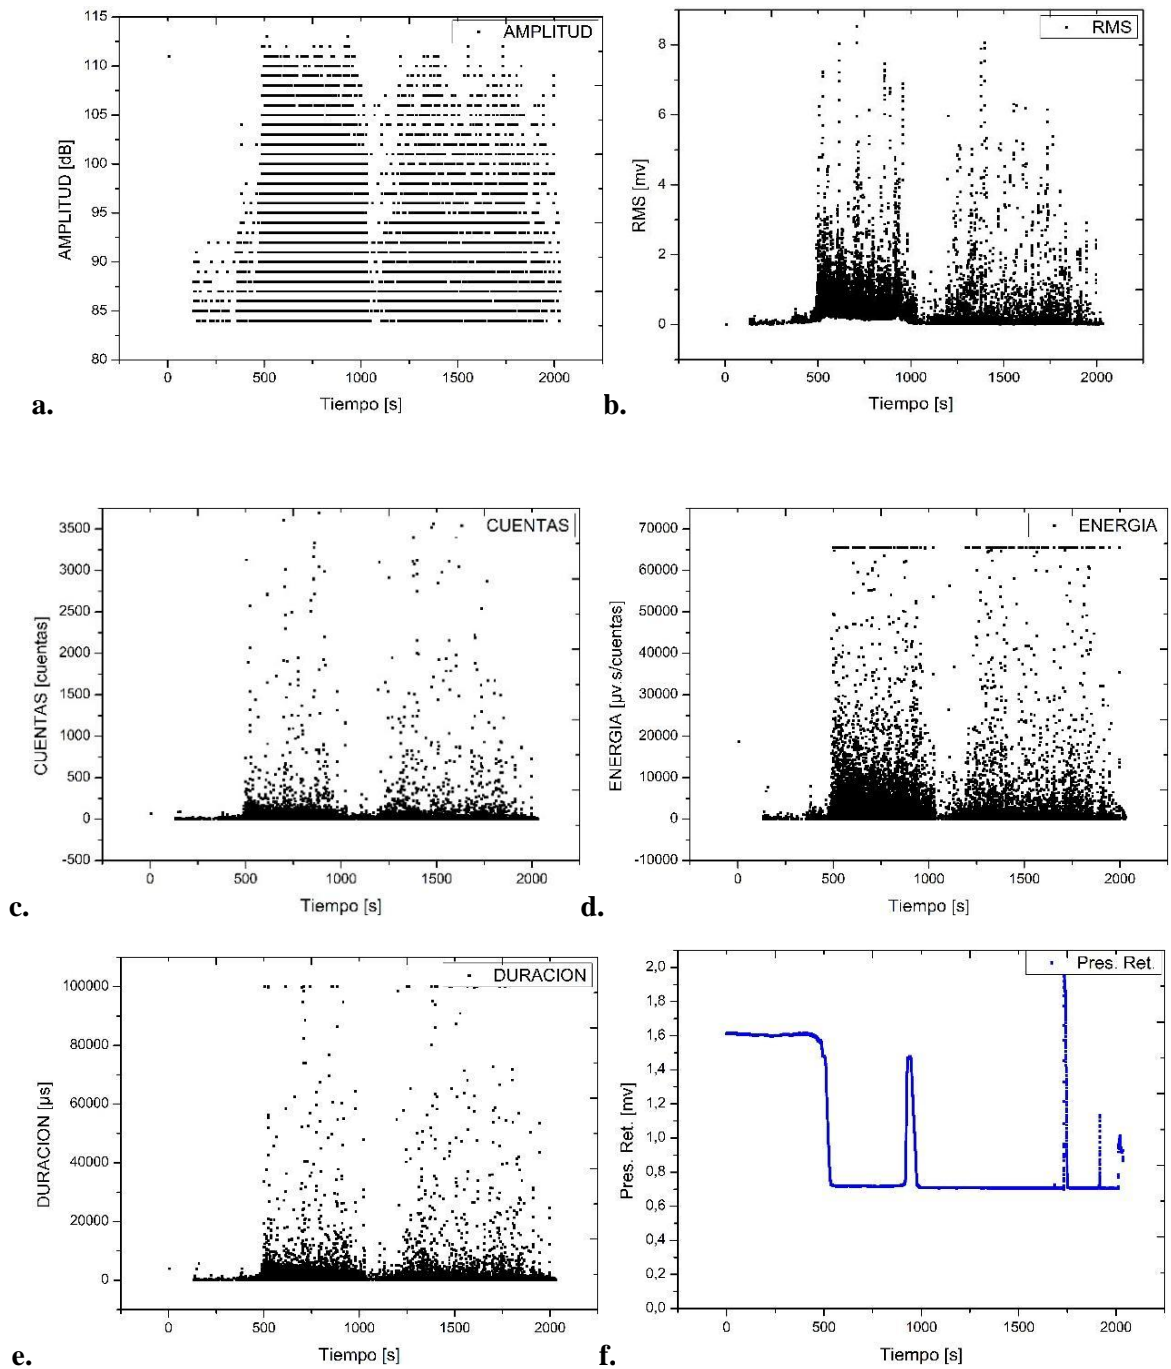 115
110
105
100
95
90
85
80
AMPLITUD [dB]
AMPLITUD
0 500 1000 1500 2000
Tiempo [s]
a.
8
6
4
2
0
RMS [mv]
RMS
0 500 1000 1500 2000
Tiempo [s]
b.
3500
3000
2500
2000
1500
1000
500
0
-500
CUENTAS [cuentas]
CUENTAS
0 500 1000 1500 2000
Tiempo [s]
c.
70000
60000
50000
40000
30000
20000
10000
0
-10000
ENERGIA [µv s/cuentas]
ENERGIA
0 500 1000 1500 2000
Tiempo [s]
d.
100000
80000
60000
40000
20000
0
DURACION [µs]
DURACION
0 500 1000 1500 2000
Tiempo [s]
e.
2,0
1,8
1,6
1,4
1,2
1,0
0,8
0,6
0,4
0,2
0,0
Pres. Ret. [mv]
Pres. Ret.
0 500 1000 1500 2000
Tiempo [s]
f.